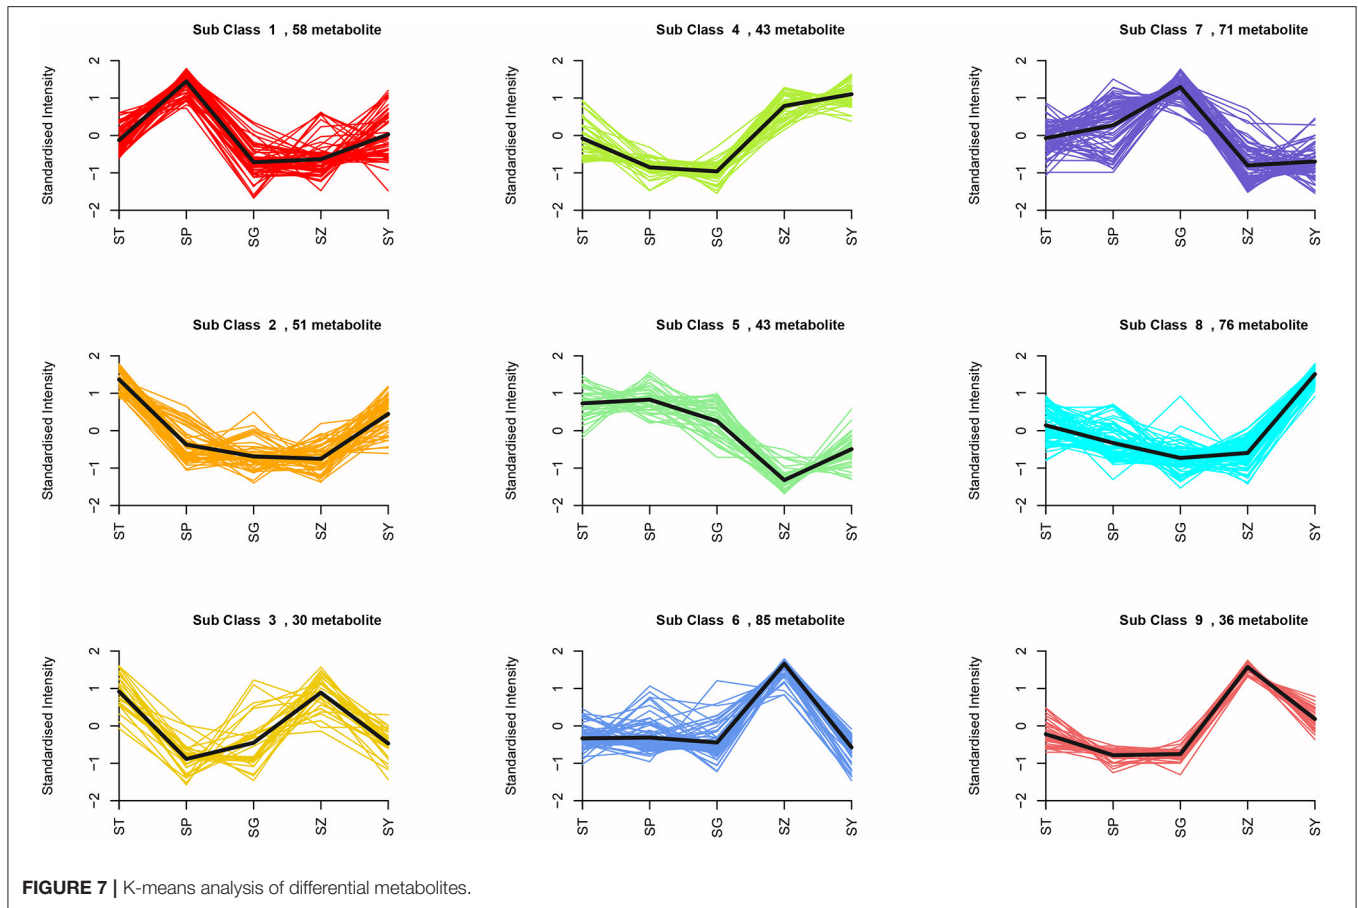 Sub Class 1 , 58 metabolite
Standardised Intensity
2
1
0
−1
−2
ST
SP
SG
SZ
SY
Sub Class 4 , 43 metabolite
Standardised Intensity
2
1
0
−1
−2
ST
SP
SG
SZ
SY
Sub Class 7 , 71 metabolite
Standardised Intensity
2
1
0
−1
−2
ST
SP
SG
SZ
SY
Sub Class 2 , 51 metabolite
Standardised Intensity
2
1
0
−1
−2
ST
SP
SG
SZ
SY
Sub Class 5 , 43 metabolite
Standardised Intensity
2
1
0
−1
−2
ST
SP
SG
SZ
SY
Sub Class 8 , 76 metabolite
Standardised Intensity
2
1
0
−1
−2
ST
SP
SG
SZ
SY
Sub Class 3 , 30 metabolite
Standardised Intensity
2
1
0
−1
−2
ST
SP
SG
SZ
SY
Sub Class 6 , 85 metabolite
Standardised Intensity
2
1
0
−1
−2
ST
SP
SG
SZ
SY
Sub Class 9 , 36 metabolite
Standardised Intensity
2
1
0
−1
−2
ST
SP
SG
SZ
SY
FIGURE 7 | K-means analysis of differential metabolites.